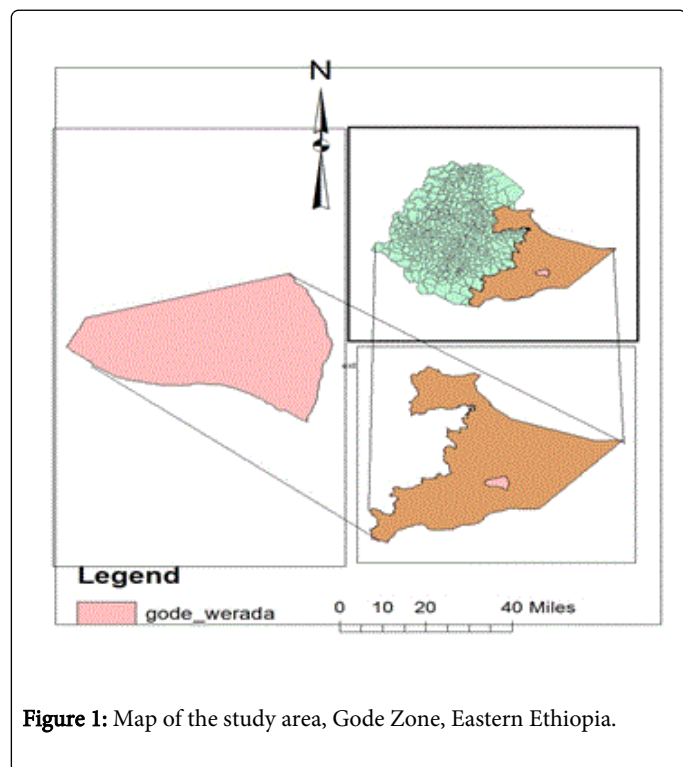 N
Legend
gode_werada
0 10 20 40 Miles
Figure 1: Map of the study area, Gode Zone, Eastern Ethiopia.